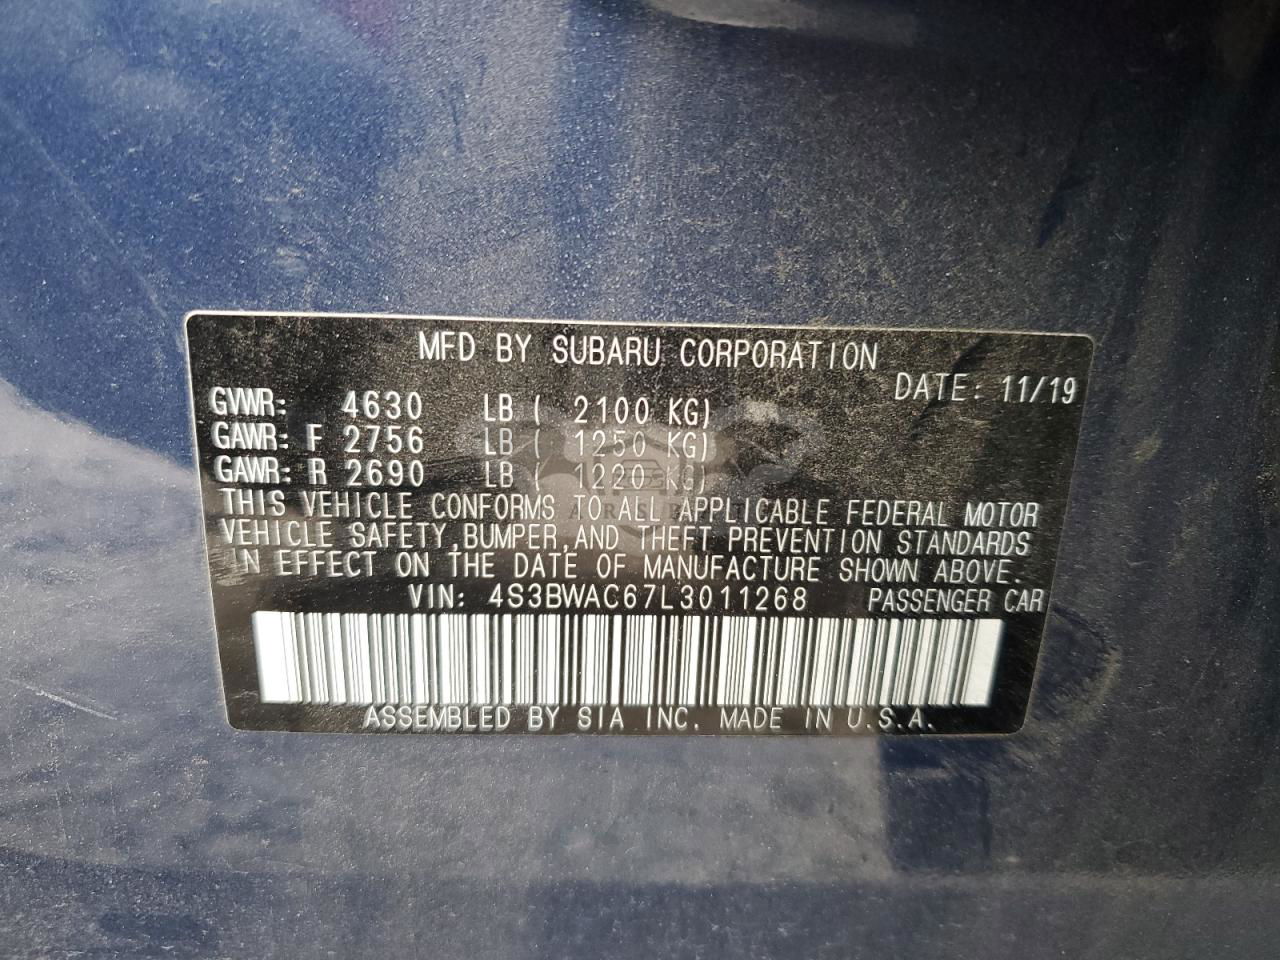 MFD BY SUBARU CORPORATION
DATE: 11/19
GVWR: 4630 LB ( 2100 KG)
GAWR: F 2756 LB ( 1250 KG)
GAWR: R 2690 LB ( 1220 KG)
THIS VEHICLE CONFORMS TO ALL APPLICABLE FEDERAL MOTOR
VEHICLE SAFETY,BUMPER,AND THEFT PREVENTION STANDARDS
IN EFFECT ON THE DATE OF MANUFACTURE SHOWN ABOVE.
VIN: 4S3BWAC67L3011268 PASSENGER CAR
ASSEMBLED BY SIA INC. MADE IN U.S.A.